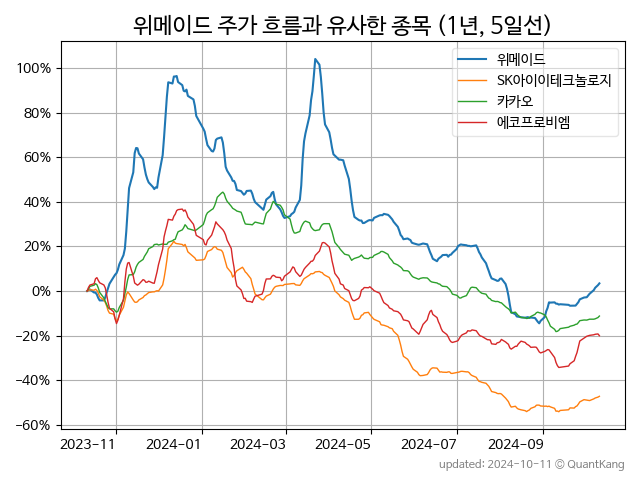 위메이드 주가 흐름과 유사한 종목 (1년, 5일선)
위메이드
SK아이이테크놀로지
카카오
에코프로비엠
100%
80%
60%
40%
20%
0%
−20%
−40%
−60%
2023-11 2024-01 2024-03 2024-05 2024-07 2024-09
updated: 2024-10-11 © QuantKang